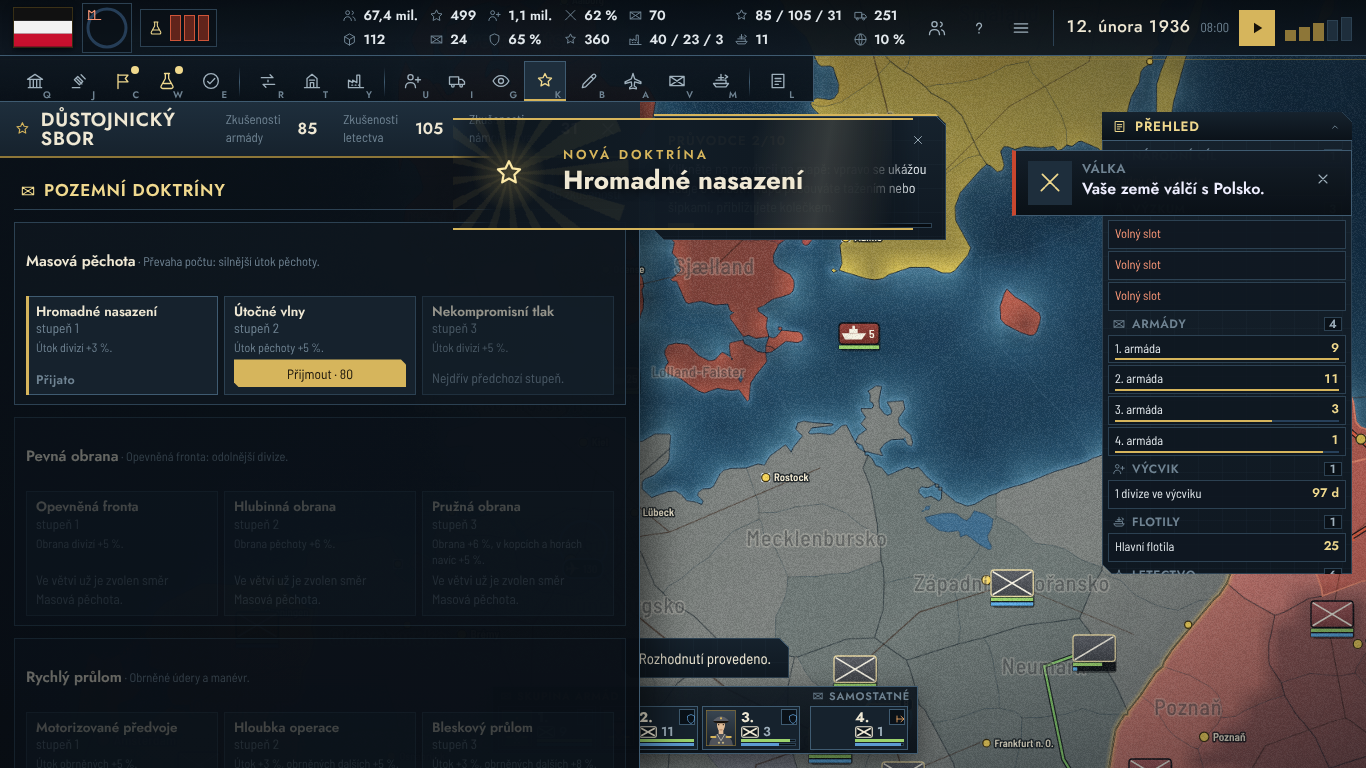 67,4 mil.
499
1,1 mil.
62 %
70
85 / 105 / 31
251
112
24
65 %
360
40 / 23 / 3
11
10 %
?
12. února 1936
08:00
Q
J
C
W
E
R
T
Y
U
I
G
K
B
A
V
M
L
DŮSTOJNICKÝ
SBOR
Zkušenosti
armády
85
Zkušenosti
letectva
105
NOVÁ DOKTRÍNA
Hromadné nasazení
se ukážou
nebo
PŘEHLED
VÁLKA
Vaše země válčí s Polsko.
POZEMNÍ DOKTRÍNY
Masová pěchota · Převaha počtu: silnější útok pěchoty.
Hromadné nasazení
stupeň 1
Útok divizí +3 %.
Přijato
Útočné vlny
stupeň 2
Útok pěchoty +5 %.
Přijmout · 80
Nekompromisní tlak
stupeň 3
Útok divizí +5 %.
Nejdřív předchozí stupeň.
Pevná obrana · Opevněná fronta: odolnější divize.
Opevněná fronta
stupeň 1
Obrana divizí +5 %.
Ve větvi už je zvolen směr
Masová pěchota.
Hlubinná obrana
stupeň 2
Obrana pěchoty +6 %.
Ve větvi už je zvolen směr
Masová pěchota.
Pružná obrana
stupeň 3
Obrana +6 %, v kopcích a horách
navíc +5 %.
Ve větvi už je zvolen směr
Masová pěchota.
Rychlý průlom · Obrněné údery a manévr.
Motorizované předvoje
stupeň 1
Hloubka operace
stupeň 2
Bleskový průlom
stupeň 3
Sjælland
Lolland-Falster
5
Rostock
Lübeck
Mecklenbursko
Poznaňsko
Poznaň
Frankfurt n. O.
Volný slot
Volný slot
Volný slot
ARMÁDY
4
1. armáda
9
2. armáda
11
3. armáda
3
4. armáda
1
VÝCVIK
1
1 divize ve výcviku
97 d
FLOTILY
1
Hlavní flotila
25
Rozhodnutí provedeno.
SAMOSTATNÉ
2.
11
3.
3
4.
1